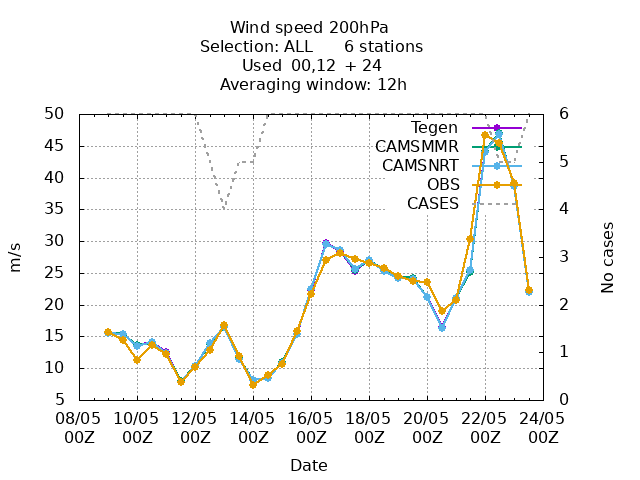 Wind speed 200hPa
Selection: ALL 6 stations
Used 00,12 + 24
Averaging window: 12h
50 6
Tegen
CAMSMMR
45
CAMSNRT 5
40 OBS
CASES 4
35
30
3
25
20 2
15
1
10
5 0
m/s
No cases
08/05 10/05 12/05 14/05 16/05 18/05 20/05 22/05 24/05
00Z 00Z 00Z 00Z 00Z 00Z 00Z 00Z 00Z
Date